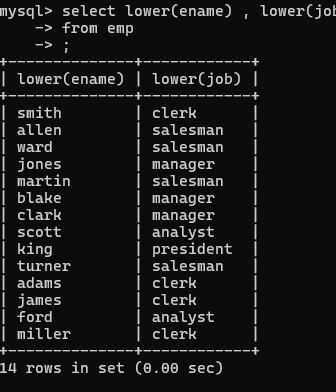 mysql> select lower(ename) , lower(job
    -> from emp
    -> ;
+--------------+------------+
| lower(ename) | lower(job) |
+--------------+------------+
| smith        | clerk      |
| allen        | salesman   |
| ward         | salesman   |
| jones        | manager    |
| martin       | salesman   |
| blake        | manager    |
| clark        | manager    |
| scott        | analyst    |
| king         | president  |
| turner       | salesman   |
| adams        | clerk      |
| james        | clerk      |
| ford         | analyst    |
| miller       | clerk      |
+--------------+------------+
14 rows in set (0.00 sec)